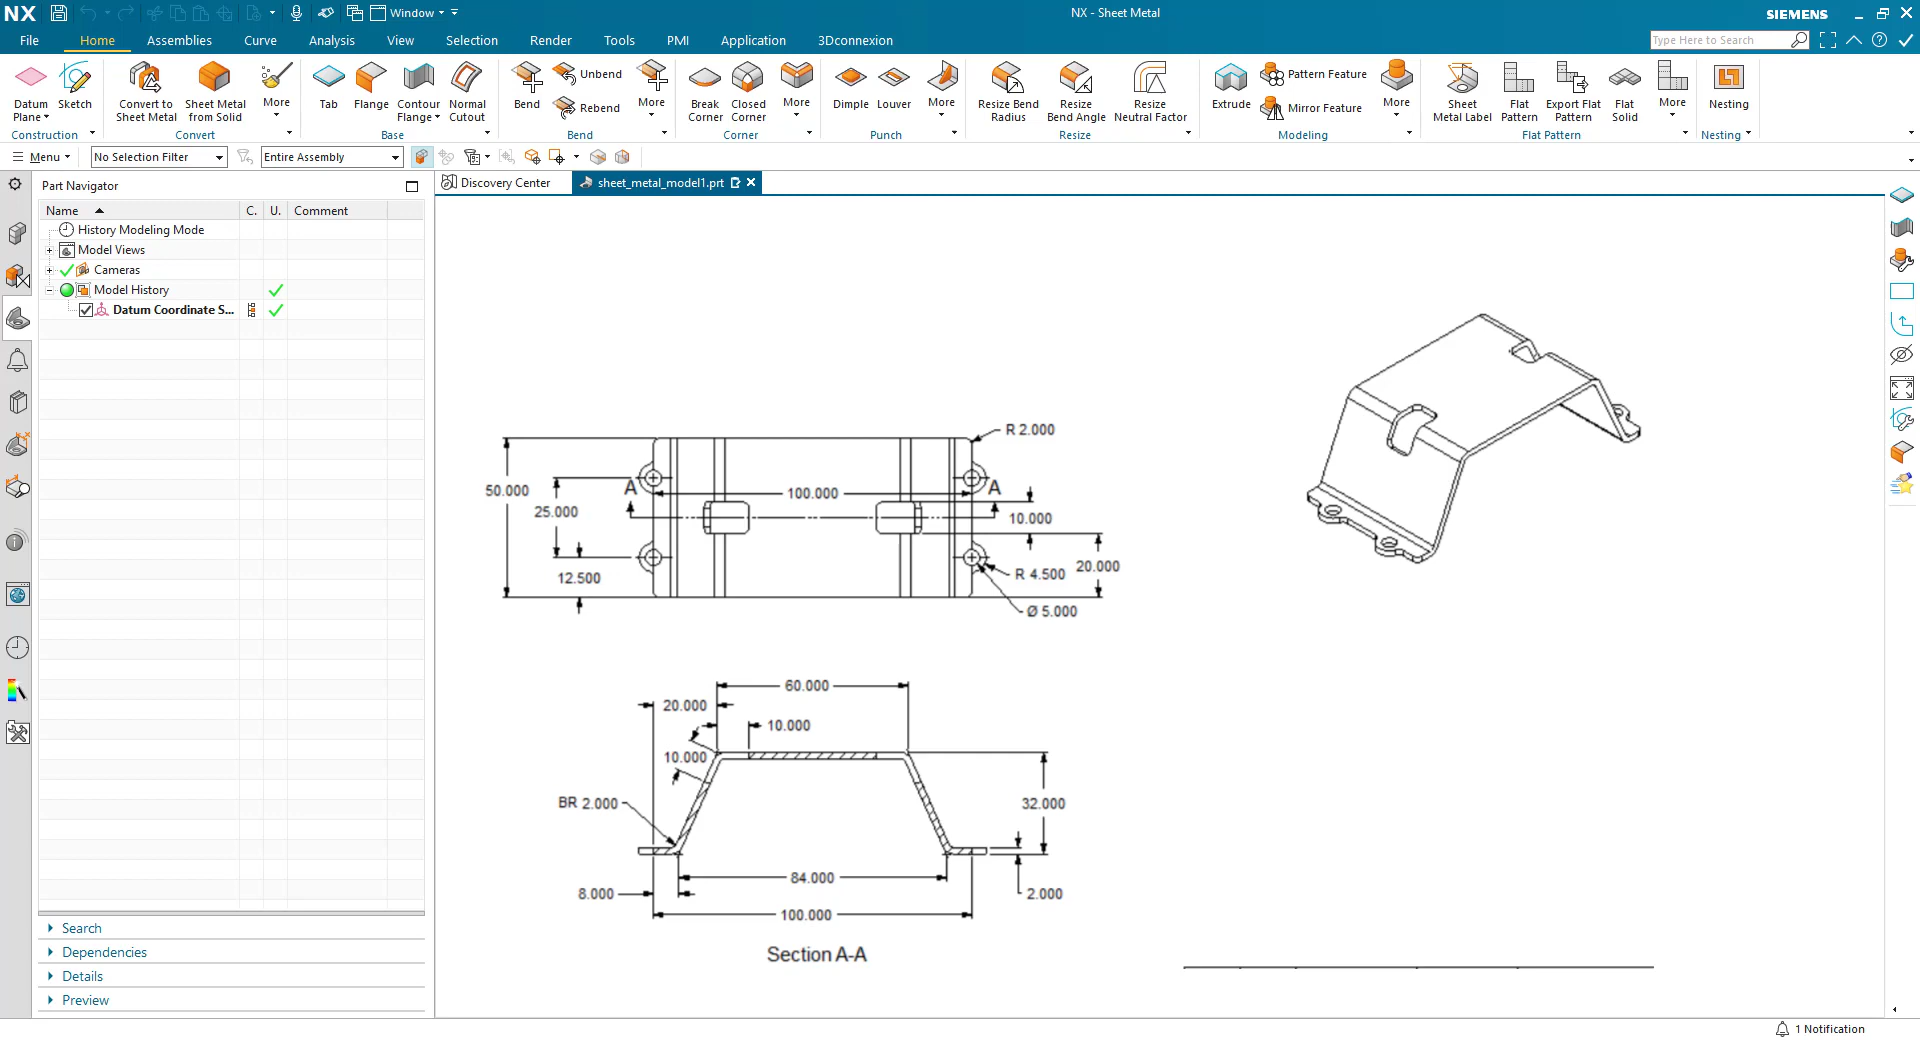 NX
Window
NX - Sheet Metal
SIEMENS
File
Home
Assemblies
Curve
Analysis
View
Selection
Render
Tools
PMI
Application
3Dconnexion
Type Here to Search
Datum Plane
Sketch
Convert to Sheet Metal
Sheet Metal from Solid
More
Tab
Flange
Contour Flange
Normal Cutout
Bend
Unbend
Rebend
More
Break Corner
Closed Corner
More
Dimple
Louver
More
Resize Bend Radius
Resize Bend Angle
Resize Neutral Factor
Extrude
Pattern Feature
Mirror Feature
More
Sheet Metal Label
Flat Pattern
Export Flat Pattern
Flat Solid
More
Nesting
Construction
Convert
Base
Bend
Corner
Punch
Resize
Modeling
Flat Pattern
Nesting
Menu
No Selection Filter
Entire Assembly
Part Navigator
Discovery Center
sheet_metal_model1.prt
Name
C.
U.
Comment
History Modeling Mode
Model Views
Cameras
Model History
Datum Coordinate S...
R 2.000
50.000
A
100.000
A
25.000
10.000
12.500
R 4.500
20.000
Ø 5.000
60.000
20.000
10.000
10.000
BR 2.000
32.000
84.000
8.000
2.000
100.000
Section A-A
Search
Dependencies
Details
Preview
1 Notification